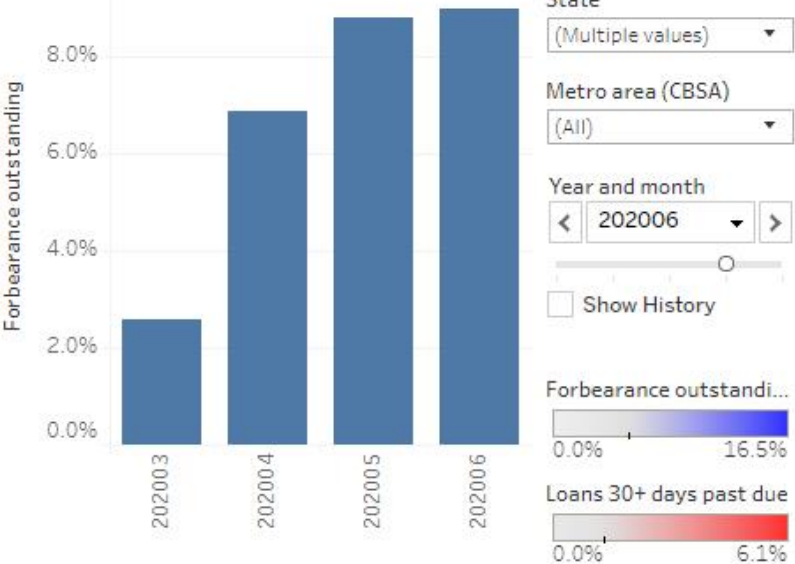 State
(Multiple values)
Metro area (CBSA)
(All)
Year and month
202006
Show History
Forbearance outstandi...
0.0% 16.5%
Loans 30+ days past due
0.0% 6.1%
Forbearance outstanding
8.0%
6.0%
4.0%
2.0%
0.0%
202003
202004
202005
202006